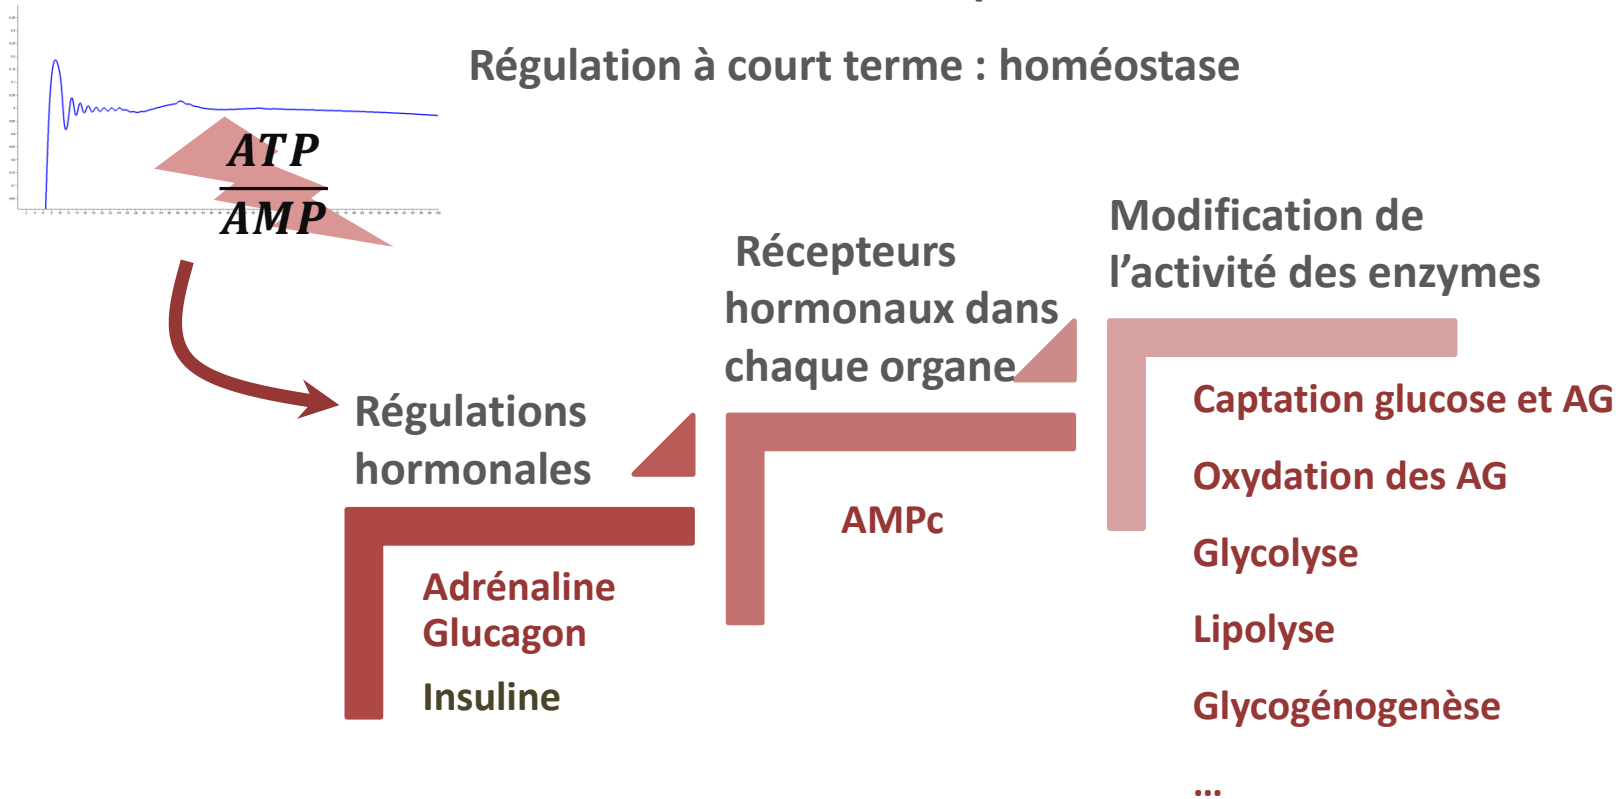 Régulation à court terme : homéostase
ATP
AMP
Modification de
l’activité des enzymes
Récepteurs
hormonaux dans
chaque organe
Régulations
hormonales
Captation glucose et AG
Oxydation des AG
Glycolyse
Lipolyse
Glycogénogenèse
...
AMPc
Adrénaline
Glucagon
Insuline